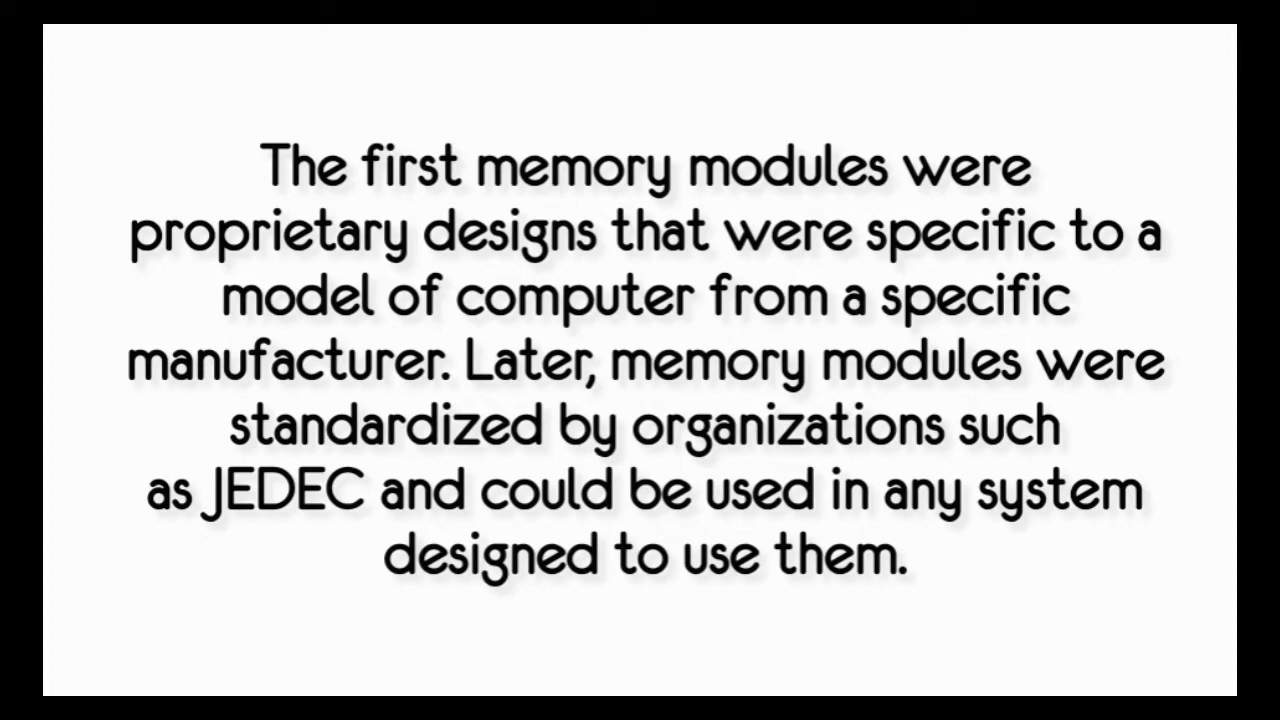 The first memory modules were
proprietary designs that were specific to a
model of computer from a specific
manufacturer. Later, memory modules were
standardized by organizations such
as JEDEC and could be used in any system
designed to use them.